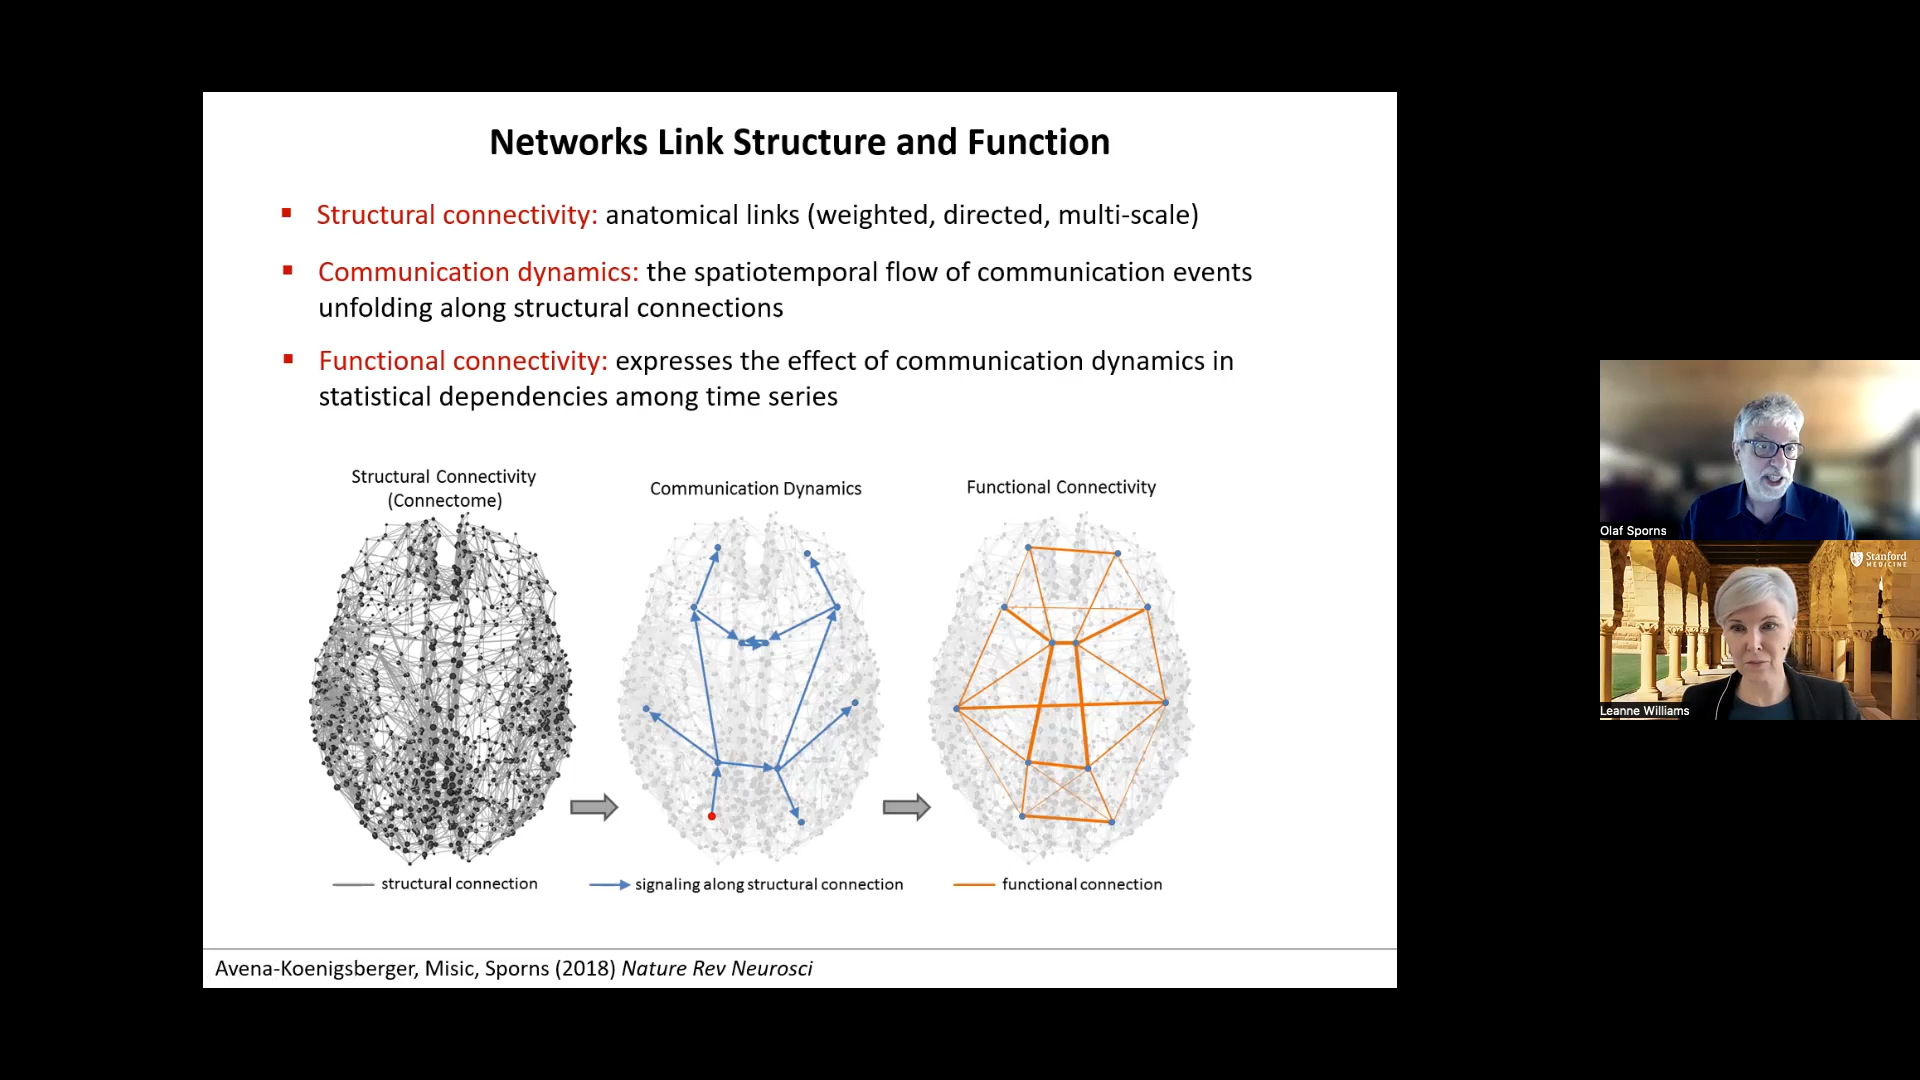 Networks Link Structure and Function
▪ Structural connectivity: anatomical links (weighted, directed, multi-scale)
▪ Communication dynamics: the spatiotemporal flow of communication events
unfolding along structural connections
▪ Functional connectivity: expresses the effect of communication dynamics in
statistical dependencies among time series
Structural Connectivity
(Connectome)
Communication Dynamics
Functional Connectivity
structural connection
signaling along structural connection
functional connection
Avena-Koenigsberger, Misic, Sporns (2018) Nature Rev Neurosci
Olaf Sporns
Stanford
MEDICINE
Leanne Williams